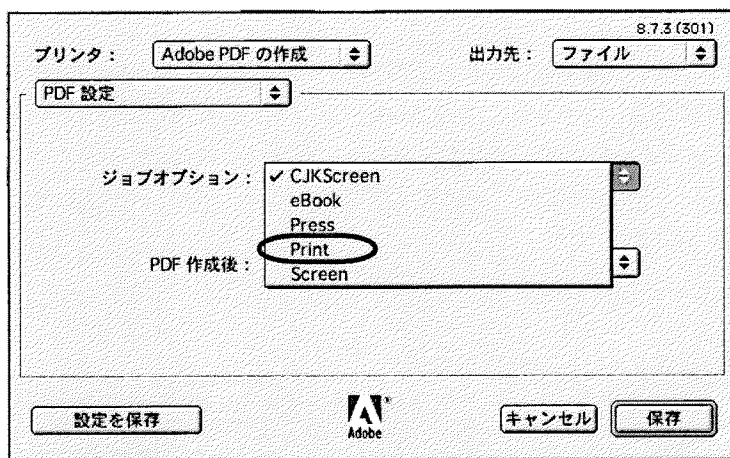 8.7.3 (301)
プリンタ： Adobe PDF の作成 出力先： ファイル
PDF 設定
ジョブオプション： ✓ CJKScreen
eBook
Press
Print
PDF 作成後：
Screen
設定を保存 Adobe キャンセル 保存